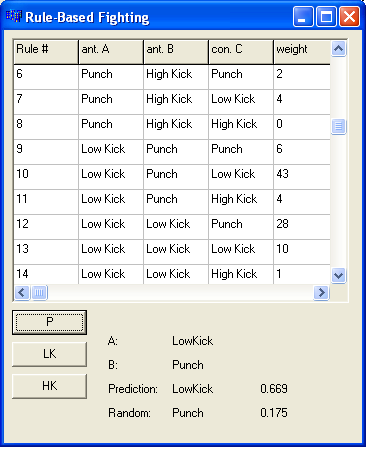 Rule-Based Fighting
Rule # ant. A ant. B con. C weight
6 Punch High Kick Punch 2
7 Punch High Kick Low Kick 4
8 Punch High Kick High Kick 0
9 Low Kick Punch Punch 6
10 Low Kick Punch Low Kick 43
11 Low Kick Punch High Kick 4
12 Low Kick Low Kick Punch 28
13 Low Kick Low Kick Low Kick 10
14 Low Kick Low Kick High Kick 1
P
LK
HK
A: LowKick
B: Punch
Prediction: LowKick 0.669
Random: Punch 0.175